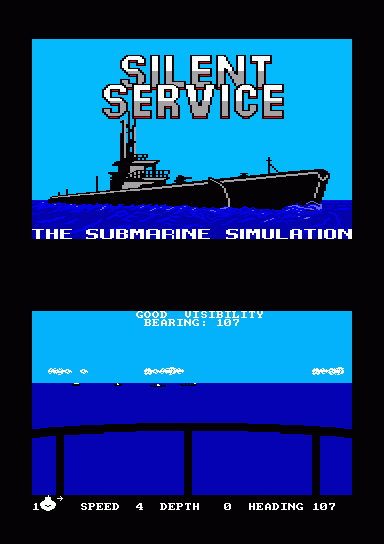 SILENT
SERVICE
THE SUBMARINE SIMULATION
GOOD VISIBILITY
BEARING: 107
1 SPEED 4 DEPTH 0 HEADING 107